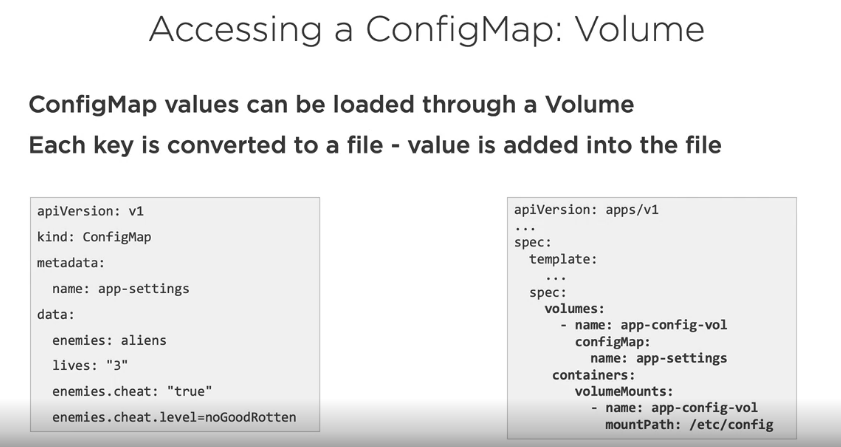 Accessing a ConfigMap: Volume
ConfigMap values can be loaded through a Volume
Each key is converted to a file - value is added into the file
apiVersion: v1
kind: ConfigMap
metadata:
  name: app-settings
data:
  enemies: aliens
  lives: "3"
  enemies.cheat: "true"
  enemies.cheat.level=noGoodRotten
apiVersion: apps/v1
...
spec:
  template:
    ...
  spec:
    volumes:
      - name: app-config-vol
        configMap:
          name: app-settings
     containers:
        volumeMounts:
          - name: app-config-vol
            mountPath: /etc/config